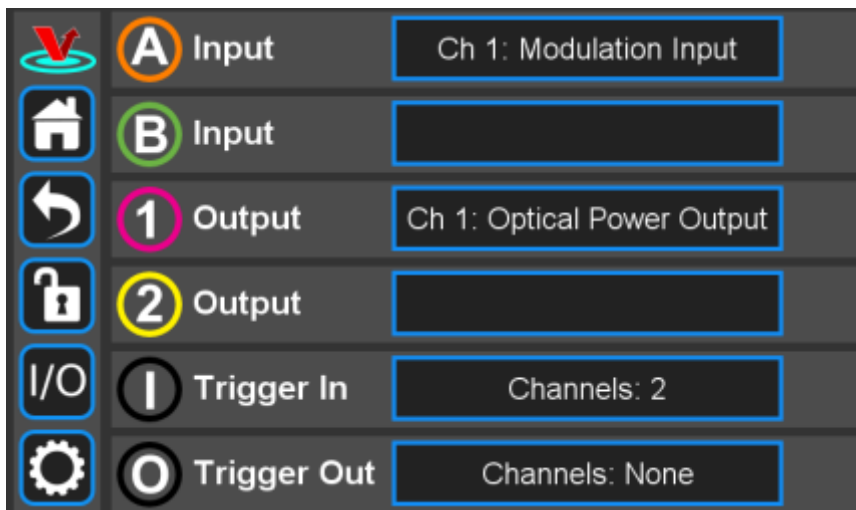 A Input Ch 1: Modulation Input
B Input
1 Output Ch 1: Optical Power Output
2 Output
I Trigger In Channels: 2
I/O
O Trigger Out Channels: None